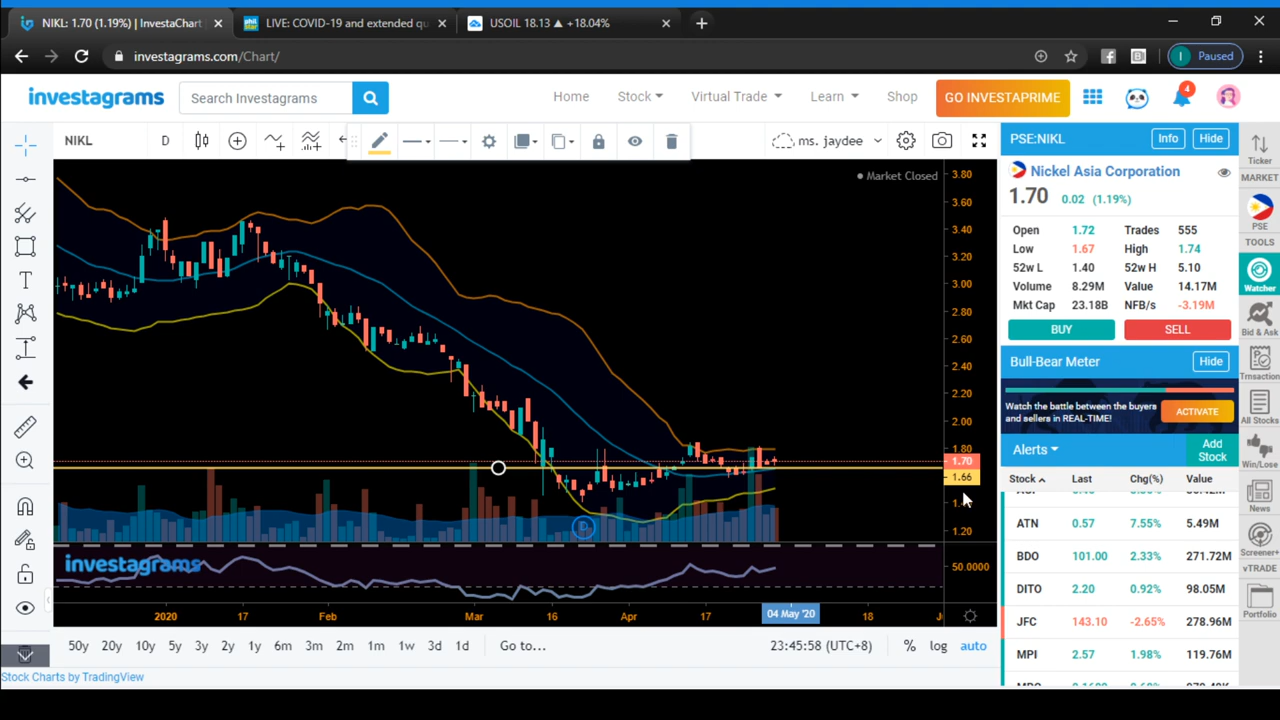 NIKL: 1.70 (1.19%) | InvestaChart
LIVE: COVID-19 and extended qu
USOIL 18.13 ▲ +18.04%
investagrams.com/Chart/
I Paused
investagrams
Search Investagrams
Home Stock Virtual Trade Learn Shop
GO INVESTAPRIME
4
NIKL D
ms. jaydee
Market Closed
3.80
3.60
3.40
3.20
3.00
2.80
2.60
2.40
2.20
2.00
1.80
1.70
1.66
1.20
D
investagrams
50.0000
2020 17 Feb Mar 16 Apr 17 04 May '20 18
50y 20y 10y 5y 3y 2y 1y 6m 3m 2m 1m 1w 3d 1d Go to...
23:45:58 (UTC+8) % log auto
Stock Charts by TradingView
PSE:NIKL Info Hide
Nickel Asia Corporation
1.70 0.02 (1.19%)
Open 1.72 Trades 555
Low 1.67 High 1.74
52w L 1.40 52w H 5.10
Volume 8.29M Value 14.17M
Mkt Cap 23.18B NFB/s -3.19M
BUY SELL
Bull-Bear Meter Hide
Watch the battle between the buyers
and sellers in REAL-TIME!
ACTIVATE
Alerts
Add
Stock
Stock Last Chg(%) Value
ATN 0.57 7.55% 5.49M
BDO 101.00 2.33% 271.72M
DITO 2.20 0.92% 98.05M
JFC 143.10 -2.65% 278.96M
MPI 2.57 1.98% 119.76M
Ticker
MARKET
PSE
TOOLS
Watcher
Bid & Ask
Trnsaction
All Stocks
Win/Lose
News
Screener+
vTRADE
Portfolio